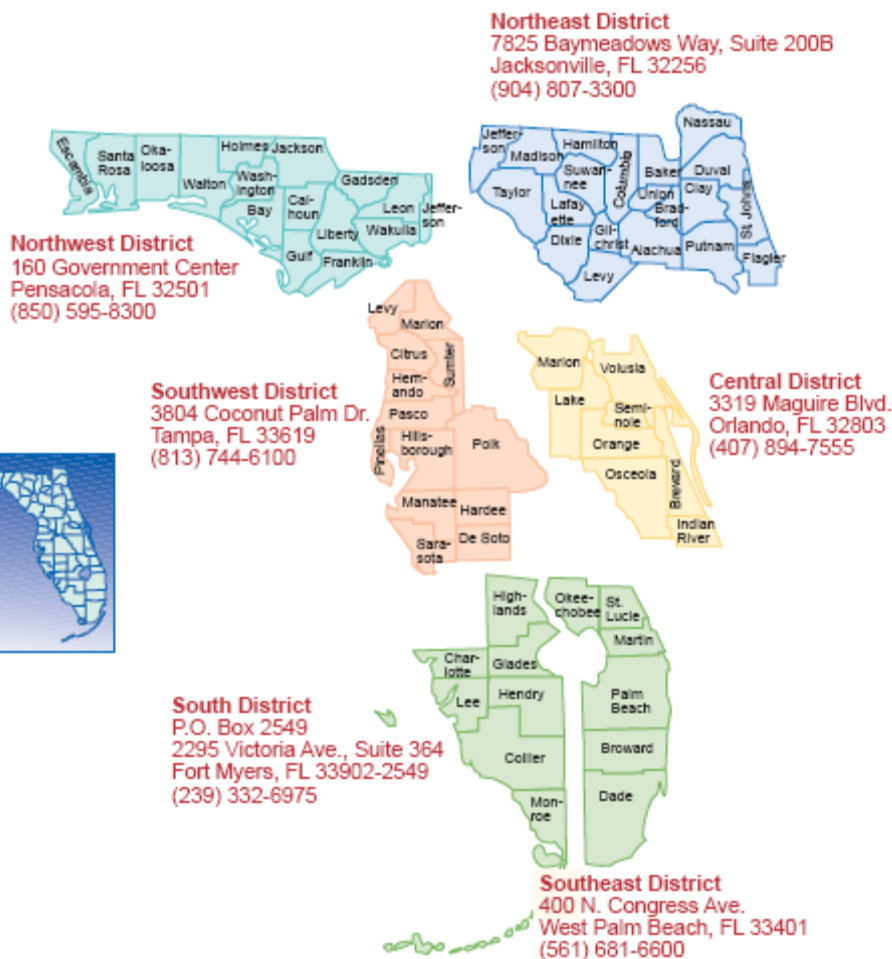 Northeast District
7825 Baymeadows Way, Suite 200B
Jacksonville, FL 32256
(904) 807-3300
Escambia
Santa
Rosa
Oka-
loosa
Walton
Holmes
Jackson
Wash-
ington
Bay
Cal-
houn
Gulf
Liberty
Franklin
Gadsden
Leon
Wakulla
Jeffer-
son
Northwest District
160 Government Center
Pensacola, FL 32501
(850) 595-8300
Jeffer-
son
Madison
Hamilton
Taylor
Suwan-
nee
Lafay
ette
Dixie
Columbia
Gil-
christ
Levy
Baker
Union
Brad-
ford
Alachua
Nassau
Duval
Clay
St. Johns
Putnam
Flagler
Levy
Marion
Citrus
Sumter
Her-
ando
Pasco
Pinellas
Hills-
borough
Polk
Manatee
Hardee
Sara-
sota
De Soto
Southwest District
3804 Coconut Palm Dr.
Tampa, FL 33619
(813) 744-6100
Marion
Volusia
Lake
Semi-
nole
Orange
Osceola
Brevard
Indian
River
Central District
3319 Maguire Blvd.
Orlando, FL 32803
(407) 894-7555
High-
lands
Char-
lotte
Glades
Lee
Hendry
Collier
Mon-
roe
South District
P.O. Box 2549
2295 Victoria Ave., Suite 364
Fort Myers, FL 33902-2549
(239) 332-6975
Okee-
chobee
St.
Lucie
Martin
Palm
Beach
Broward
Dade
Southeast District
400 N. Congress Ave.
West Palm Beach, FL 33401
(561) 681-6600